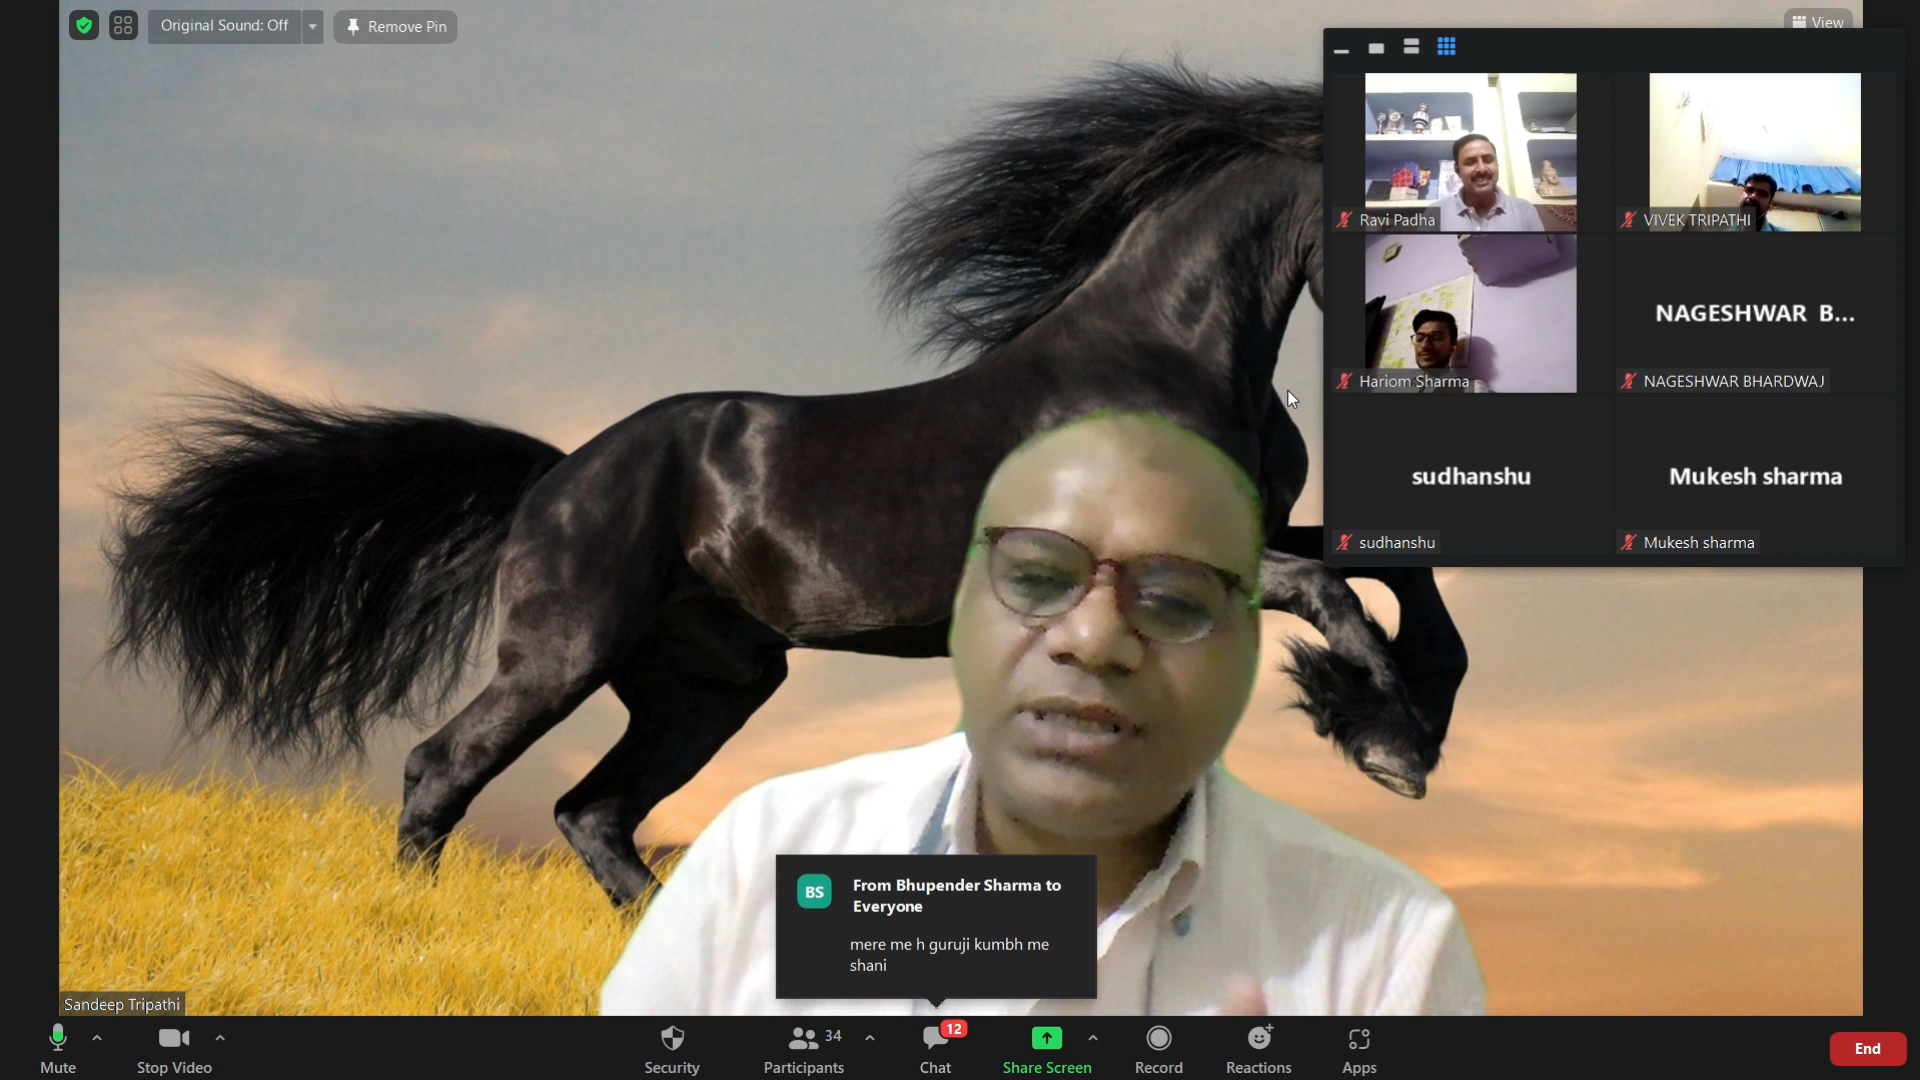 Original Sound: Off
Remove Pin
View
Ravi Padha
VIVEK TRIPATHI
Hariom Sharma
NAGESHWAR B...
NAGESHWAR BHARDWAJ
sudhanshu
sudhanshu
Mukesh sharma
Mukesh sharma
BS
From Bhupender Sharma to
Everyone
mere me h guruji kumbh me
shani
Sandeep Tripathi
Mute
Stop Video
Security
34
Participants
12
Chat
Share Screen
Record
Reactions
Apps
End